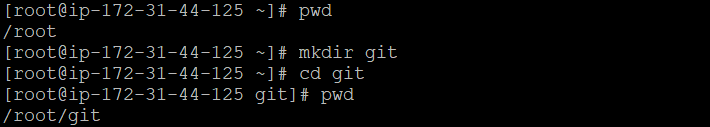 [root@ip-172-31-44-125 ~]# pwd
/root
[root@ip-172-31-44-125 ~]# mkdir git
[root@ip-172-31-44-125 ~]# cd git
[root@ip-172-31-44-125 git]# pwd
/root/git